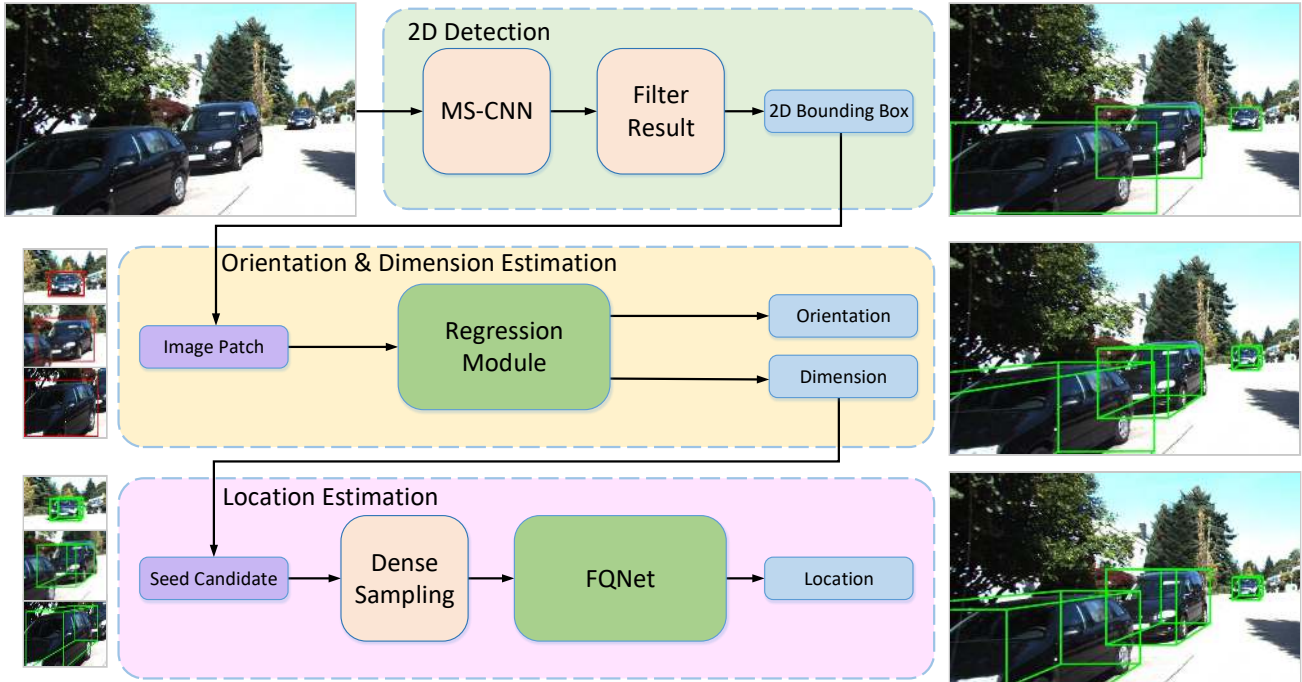 2D Detection
MS-CNN
Filter
Result
2D Bounding Box
Orientation & Dimension Estimation
Image Patch
Regression
Module
Orientation
Dimension
Location Estimation
Seed Candidate
Dense
Sampling
FQNet
Location